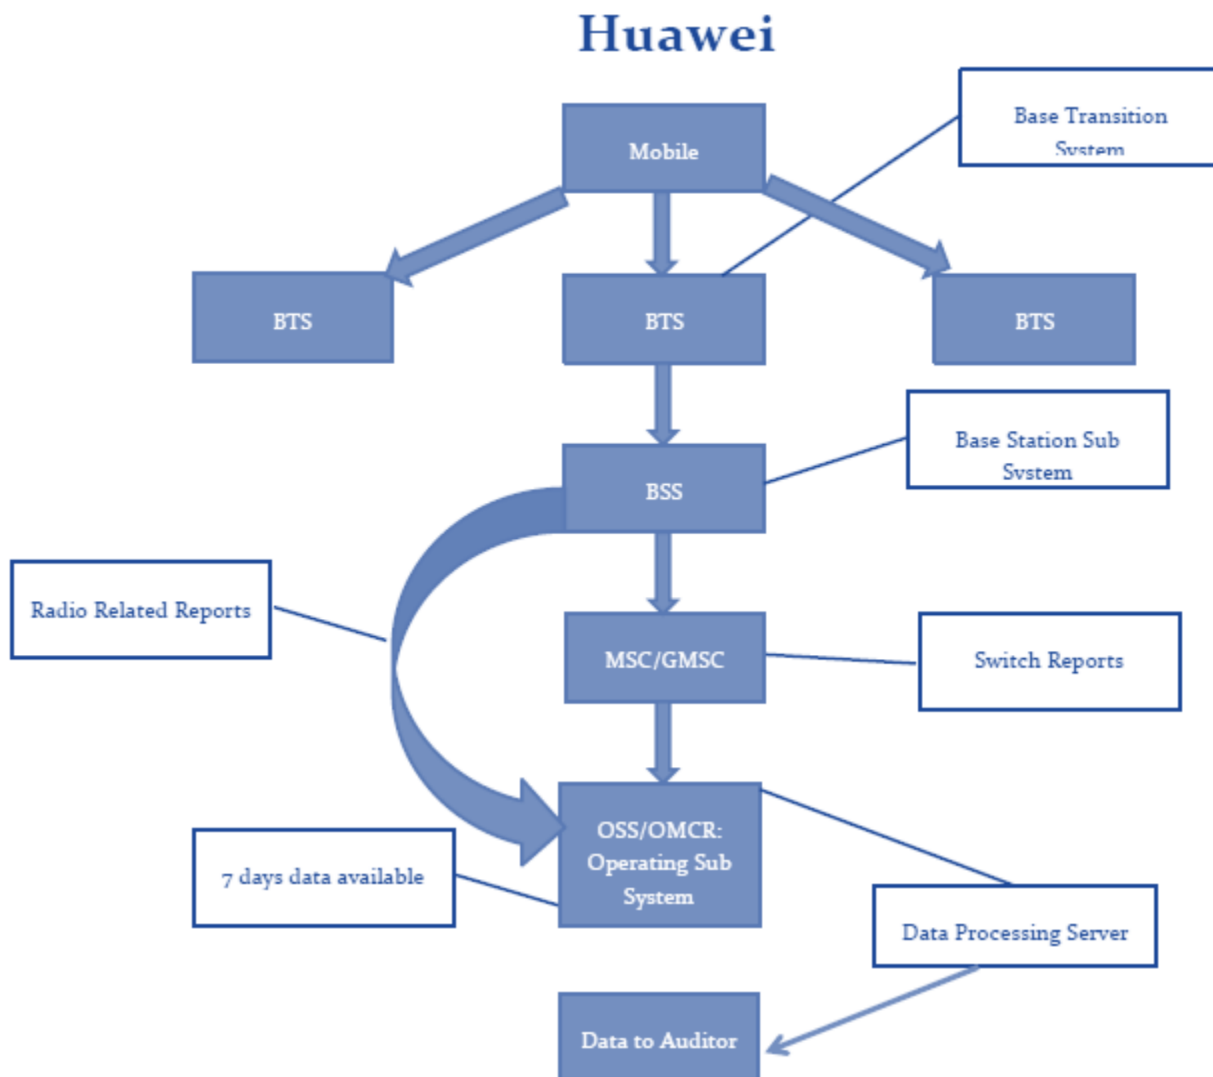 Huawei
Base Transition
System
Mobile
BTS
BTS
BTS
Base Station Sub
System
BSS
Radio Related Reports
MSC/GMSC
Switch Reports
OSS/OMCR:
Operating Sub
System
7 days data available
Data Processing Server
Data to Auditor